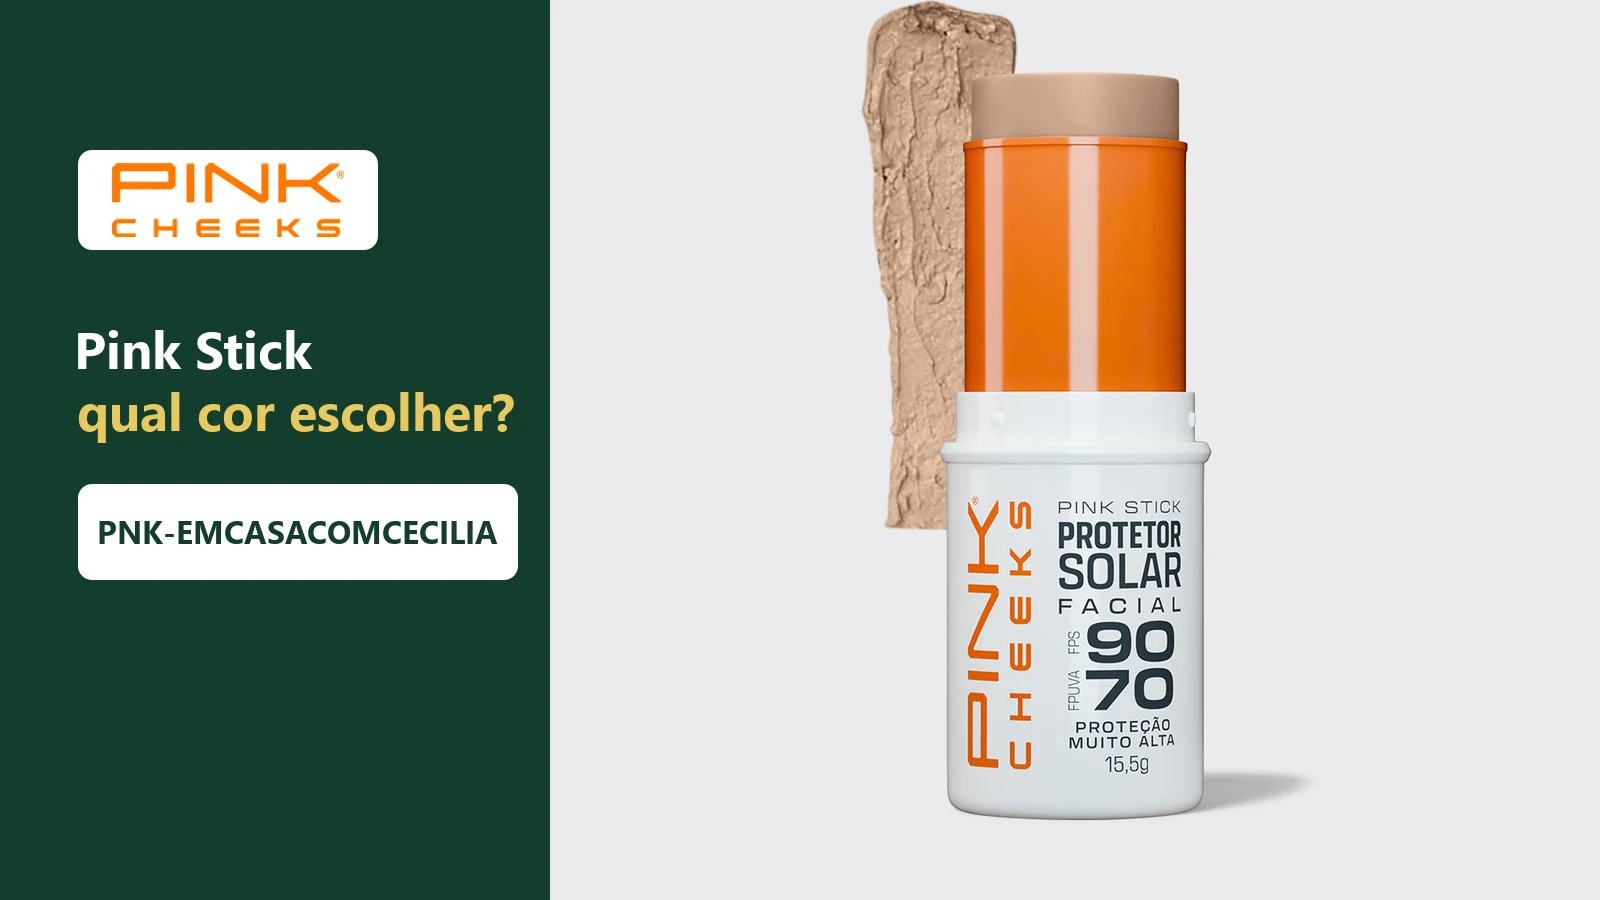 PINK®
CHEEKS
Pink Stick
qual cor escolher?
PNK-EMCASACOMCECILIA
PINK®
CHEEKS
PINK STICK
PROTETOR
SOLAR
FACIAL
FPS 90
FPUVA 70
PROTEÇÃO
MUITO ALTA
15,5g